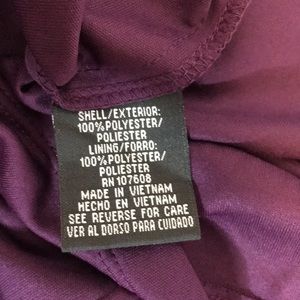 SHELL/EXTERIOR:
100%POLYESTER/
POLIESTER
LINING/FORRO:
100%POLYESTER/
POLIESTER
RN 107608
MADE IN VIETNAM
HECHO EN VIETNAM
SEE REVERSE FOR CARE
VER AL DORSO PARA CUIDADO